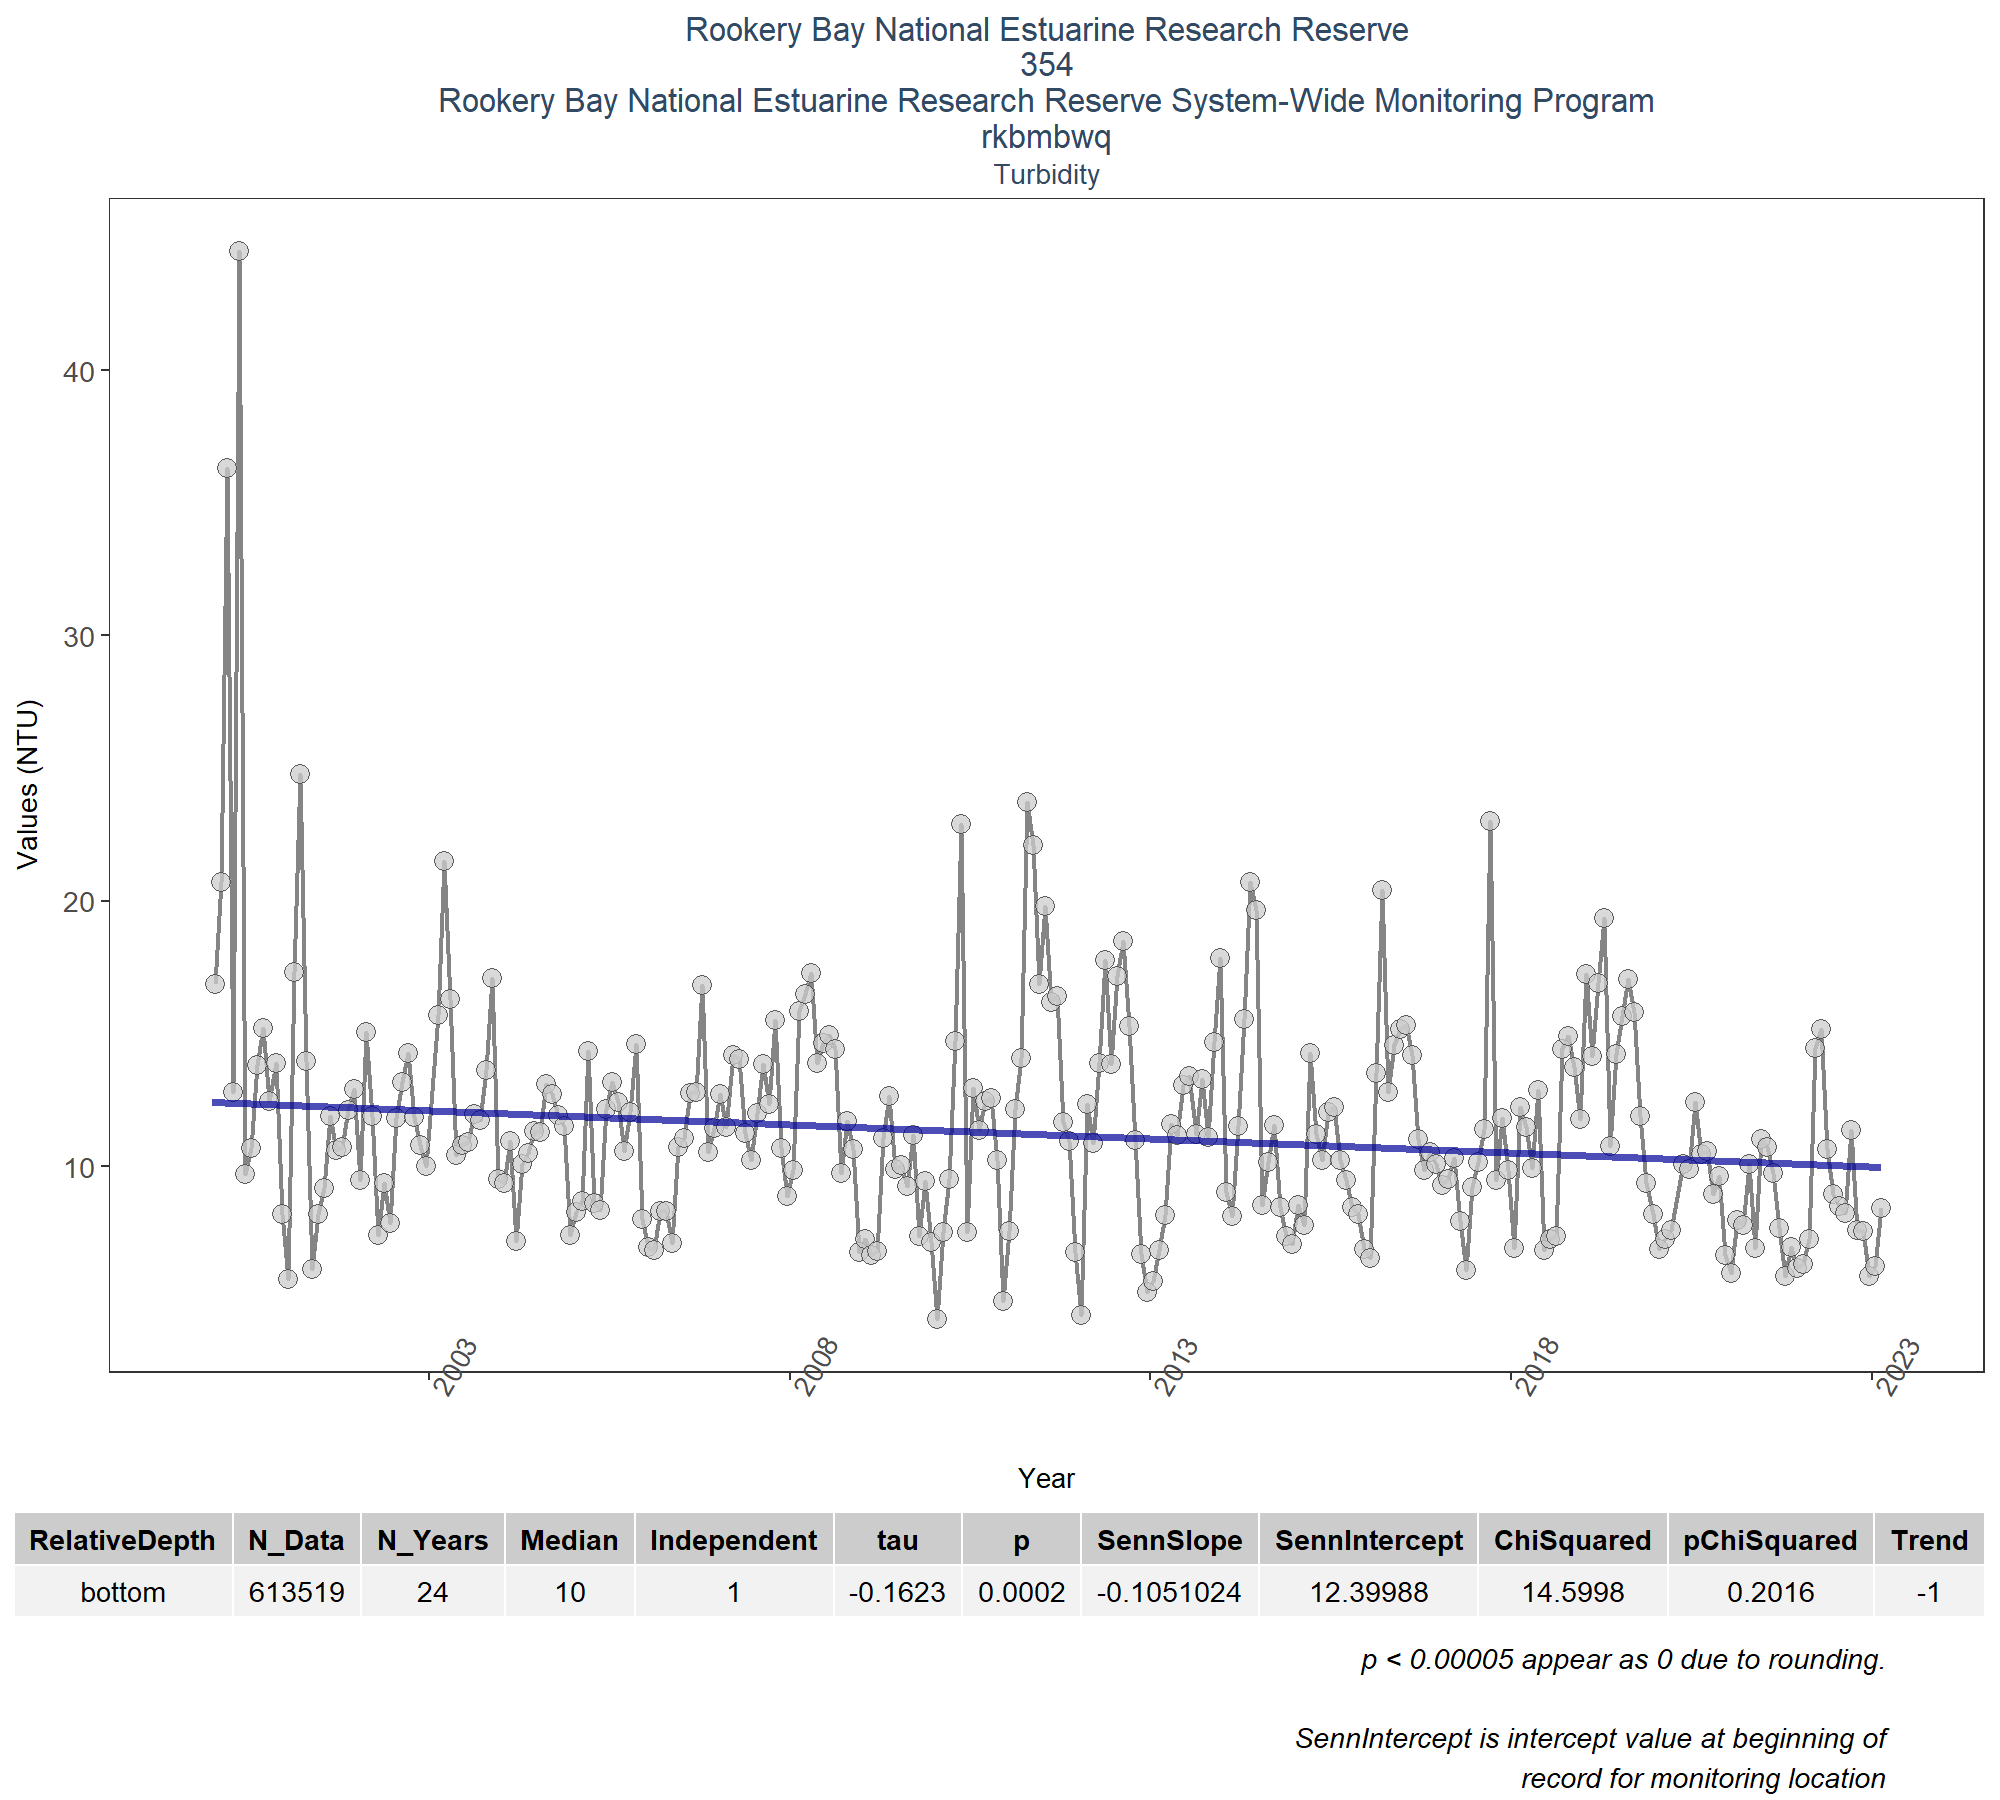 Rookery Bay National Estuarine Research Reserve
354
Rookery Bay National Estuarine Research Reserve System-Wide Monitoring Program
rkbmbwq
Turbidity
Values (NTU)
40
30
20
10
2003
2008
2013
2018
2023
Year
RelativeDepth N_Data N_Years Median Independent tau p SennSlope SennIntercept ChiSquared pChiSquared Trend
bottom 613519 24 10 1 -0.1623 0.0002 -0.1051024 12.39988 14.5998 0.2016 -1
p < 0.00005 appear as 0 due to rounding.
SennIntercept is intercept value at beginning of
record for monitoring location